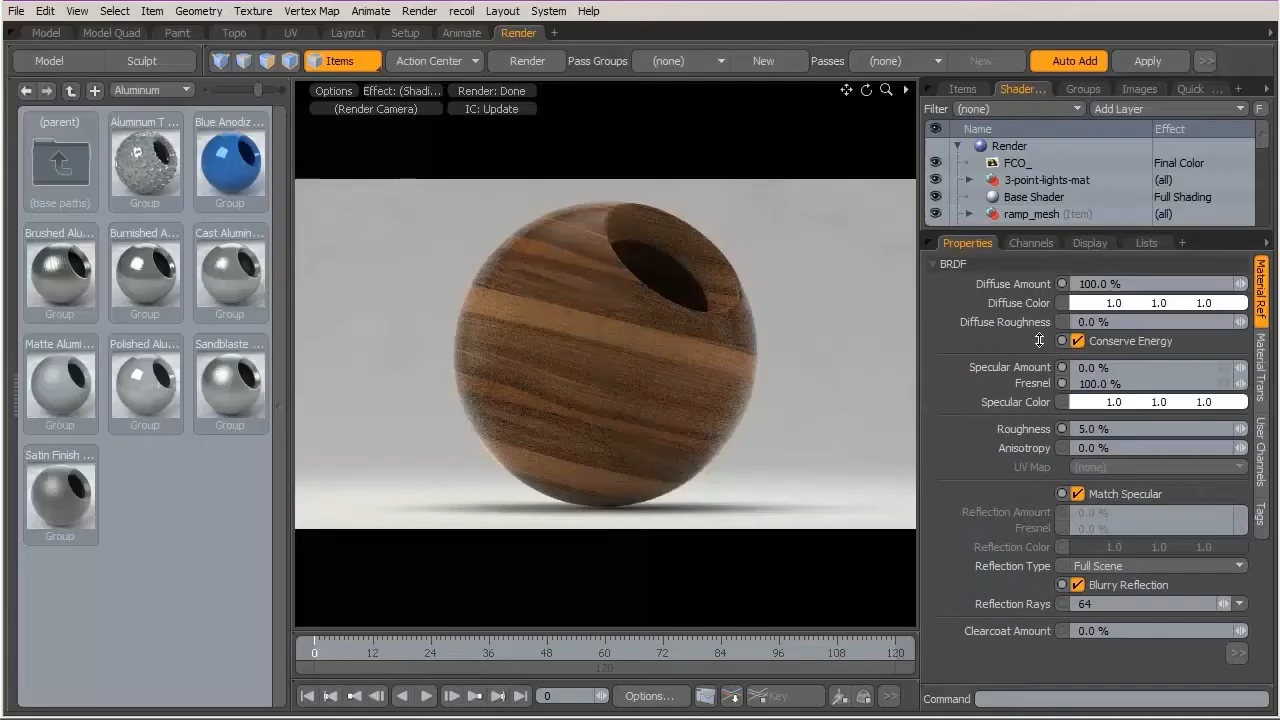 File Edit View Select Item Geometry Texture Vertex Map Animate Render recoil Layout System Help
Model Model Quad Paint Topo UV Layout Setup Animate Render +
Model Sculpt Items Action Center Render Pass Groups (none) New Passes (none) New... Auto Add Apply >>
Aluminum
(parent) Aluminum T ... Blue Anodiz ...
(base paths) Group Group
Brushed Alu... Burnished A... Cast Alumin ...
Group Group Group
Matte Alumi ... Polished Alu... Sandblaste ...
Group Group Group
Satin Finish ...
Group
Options Effect: (Shadi... Render: Done
(Render Camera) IC: Update
0 12 24 36 48 60 72 84 96 108 120
120
0 Options... Key >>
Items Shader... Groups Images Quick ... +
Filter (none) Add Layer F
Name Effect
Render
FCO_ Final Color
3-point-lights-mat (all)
Base Shader Full Shading
ramp_mesh (Item) (all)
Properties Channels Display Lists +
BRDF
Diffuse Amount 100.0 %
Diffuse Color 1.0 1.0 1.0
Diffuse Roughness 0.0 %
Conserve Energy
Specular Amount 0.0 %
Fresnel 100.0 %
Specular Color 1.0 1.0 1.0
Roughness 5.0 %
Anisotropy 0.0 %
UV Map (none)
Match Specular
Reflection Amount 0.0 %
Fresnel 0.0 %
Reflection Color 1.0 1.0 1.0
Reflection Type Full Scene
Blurry Reflection
Reflection Rays 64
Clearcoat Amount 0.0 %
>>
Material Ref
Material Trans
User Channels
Tags
Command